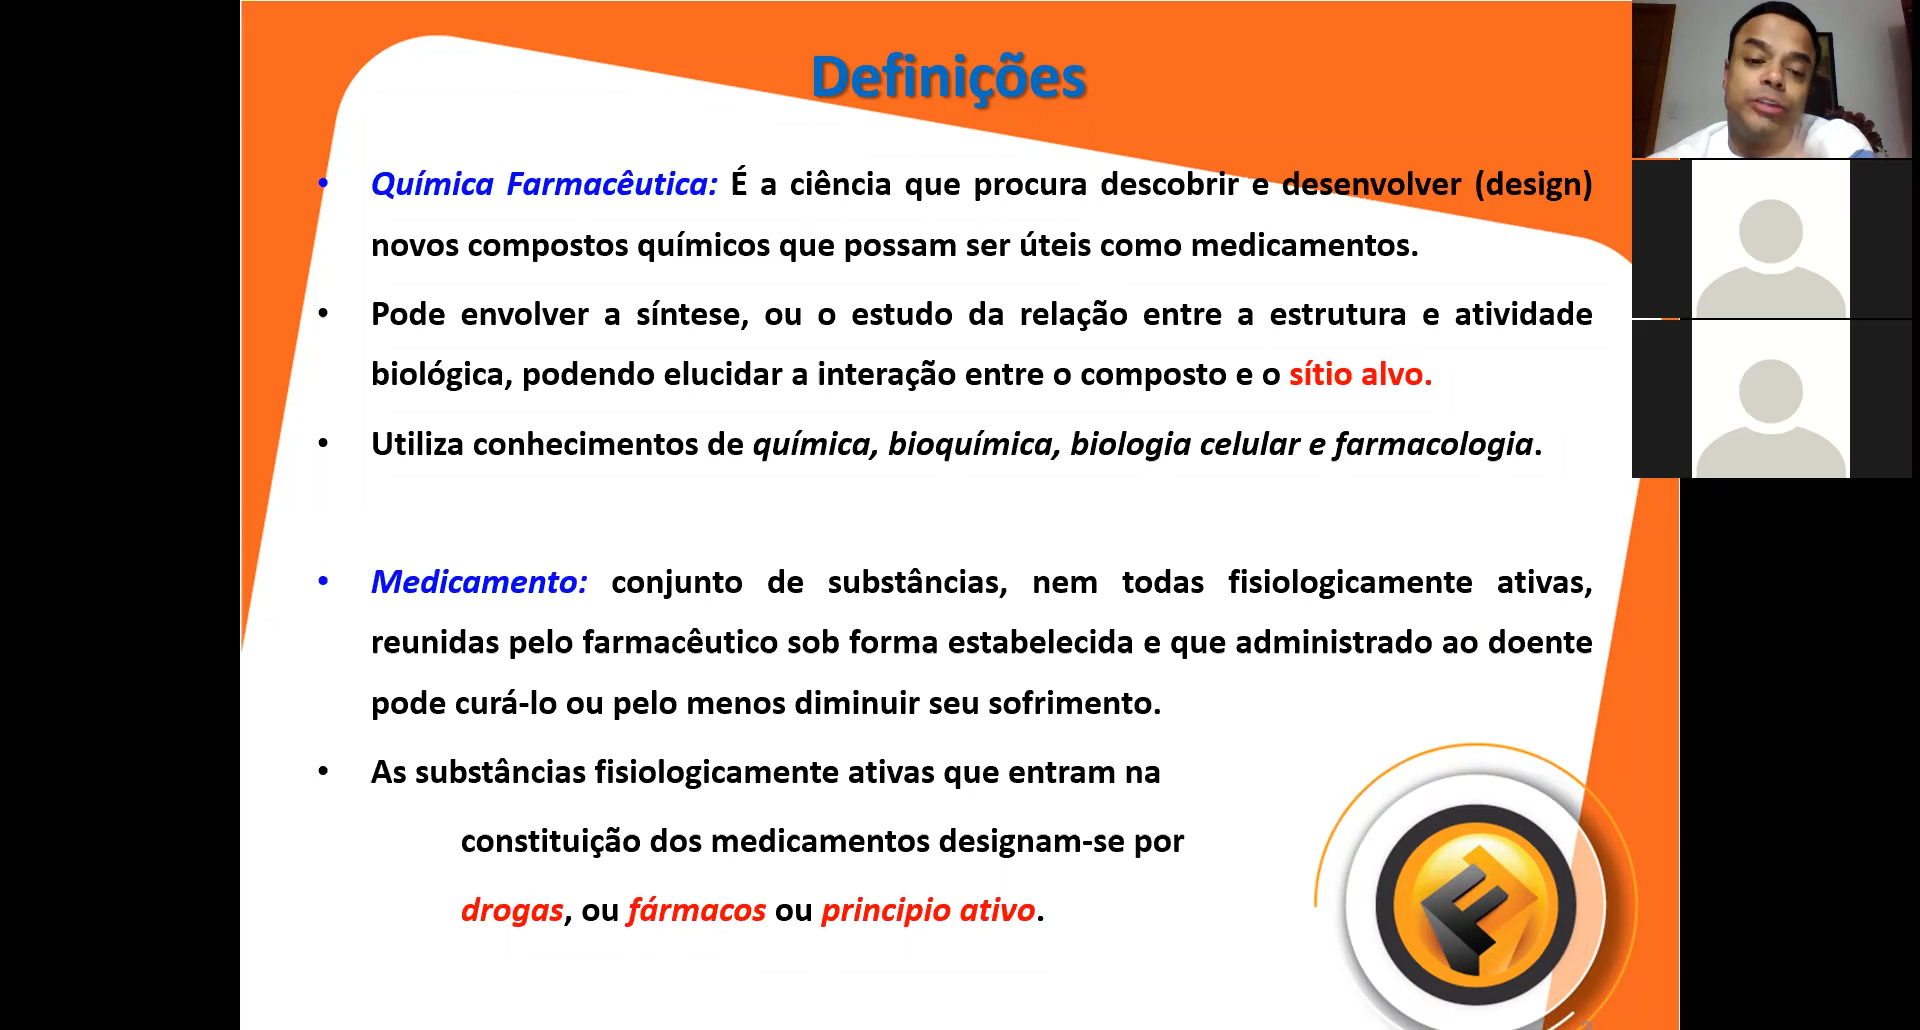 Definições
• Química Farmacêutica: É a ciência que procura descobrir e desenvolver (design)
novos compostos químicos que possam ser úteis como medicamentos.
• Pode envolver a síntese, ou o estudo da relação entre a estrutura e atividade
biológica, podendo elucidar a interação entre o composto e o sítio alvo.
• Utiliza conhecimentos de química, bioquímica, biologia celular e farmacologia.
• Medicamento: conjunto de substâncias, nem todas fisiologicamente ativas,
reunidas pelo farmacêutico sob forma estabelecida e que administrado ao doente
pode curá-lo ou pelo menos diminuir seu sofrimento.
• As substâncias fisiologicamente ativas que entram na
constituição dos medicamentos designam-se por
drogas, ou fármacos ou principio ativo.